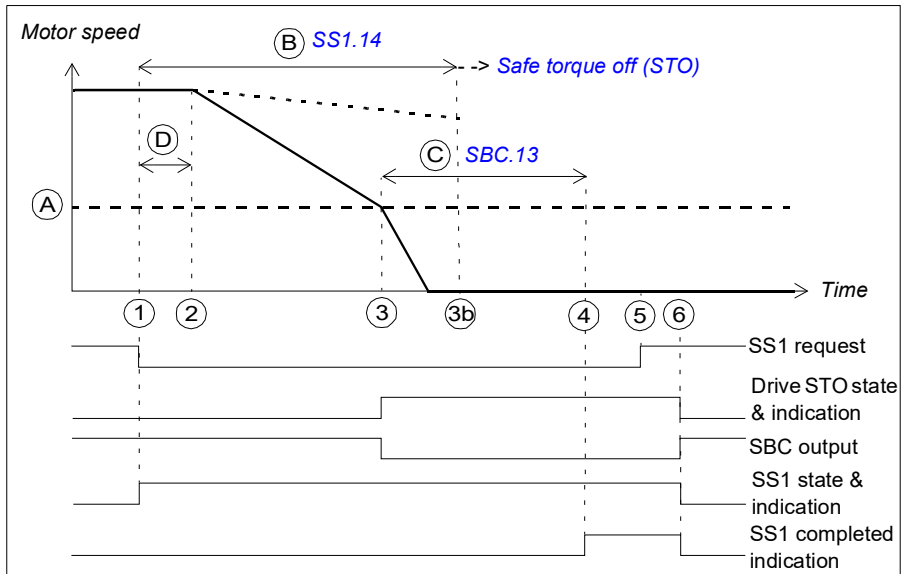 Motor speed
B SS1.14
Safe torque off (STO)
D
C SBC.13
A
Time
1 2 3 3b 4 5 6
SS1 request
Drive STO state
& indication
SBC output
SS1 state &
indication
SS1 completed
indication